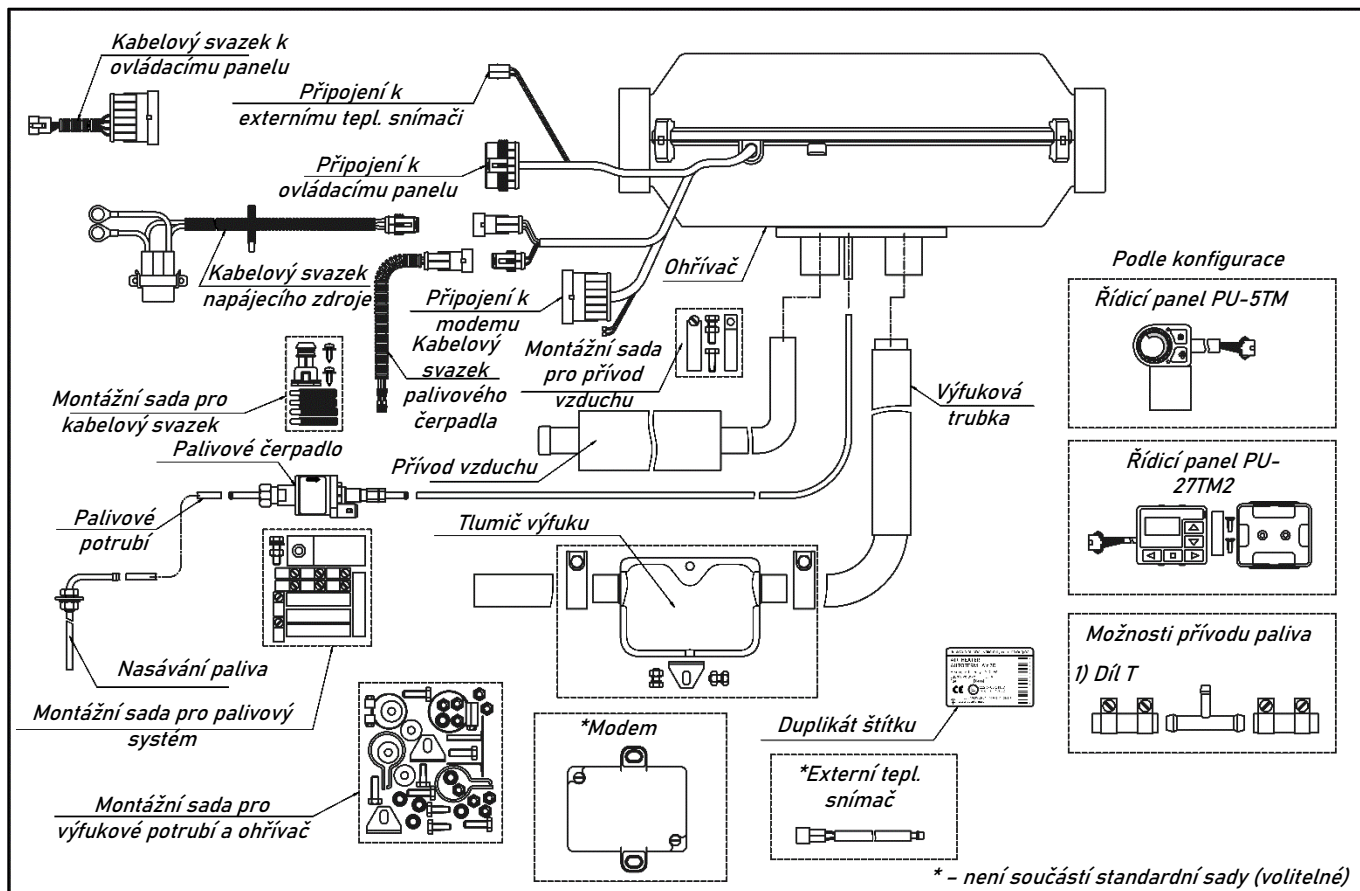 Kabelový svazek k
ovládacímu panelu
Připojení k
externímu tepl. snímači
Připojení k
ovládacímu panelu
Kabelový svazek
napájecího zdroje
Připojení k
modemu
Ohřívač
Kabelový
svazek
palivového
čerpadla
Montážní sada
pro přívod
vzduchu
Výfuková
trubka
Montážní sada pro
kabelový svazek
Palivové čerpadlo
Přívod vzduchu
Palivové
potrubí
Tlumič výfuku
Nasávání paliva
Montážní sada pro palivový
systém
Montážní sada pro
výfukové potrubí a ohřívač
*Modem
Duplikát štítku
AIR HEATER
CE
*Externí tepl.
snímač
Podle konfigurace
Řídicí panel PU-5TM
Řídicí panel PU-
27TM2
Možnosti přívodu paliva
1) Díl T
* – není součástí standardní sady (volitelné)